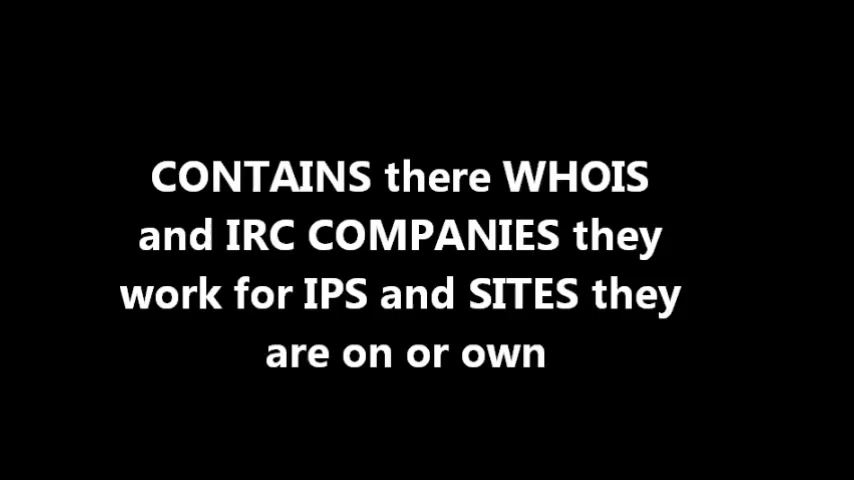 CONTAINS there WHOIS
and IRC COMPANIES they
work for IPS and SITES they
are on or own